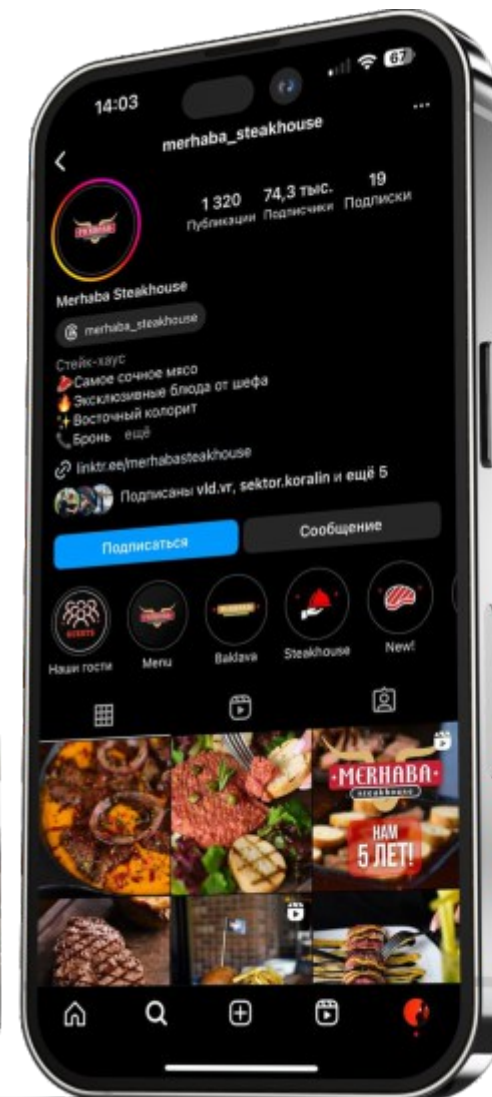 14:03
67
merhaba_steakhouse
MERHABA
1 320 74,3 тыс. 19
Публикации Подписчики Подписки
Merhaba Steakhouse
merhaba_steakhouse
Стейк-хаус
Самое сочное мясо
Эксклюзивные блюда от шефа
Восточный колорит
Бронь ещё
linktr.ee/merhabasteakhouse
Подписаны vld.vr, sektor.koralin и ещё 5
Подписаться Сообщение
GUESTS
Наши гости Menu Baklava Steakhouse New!
MERHABA
steakhouse
НАМ
5 ЛЕТ!